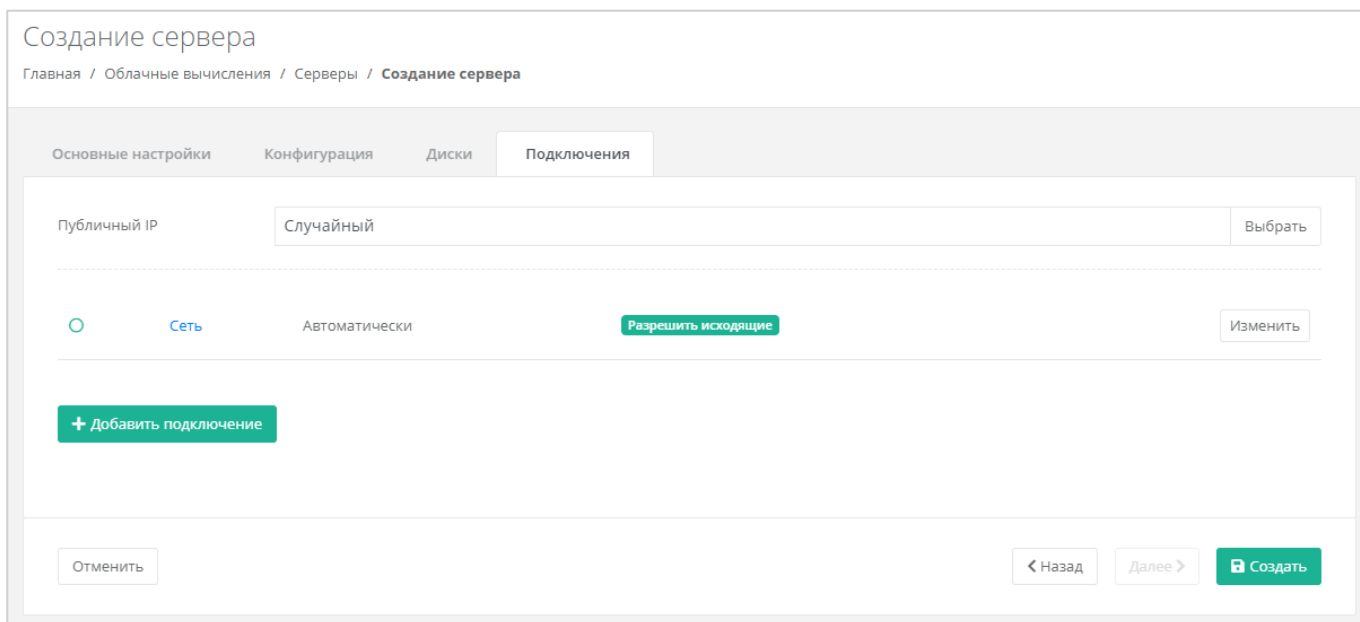 Создание сервера
Главная / Облачные вычисления / Серверы / Создание сервера
Основные настройки Конфигурация Диски Подключения
Публичный IP Случайный Выбрать
Сеть Автоматически Разрешить исходящие Изменить
+ Добавить подключение
Отменить Назад Далее Создать